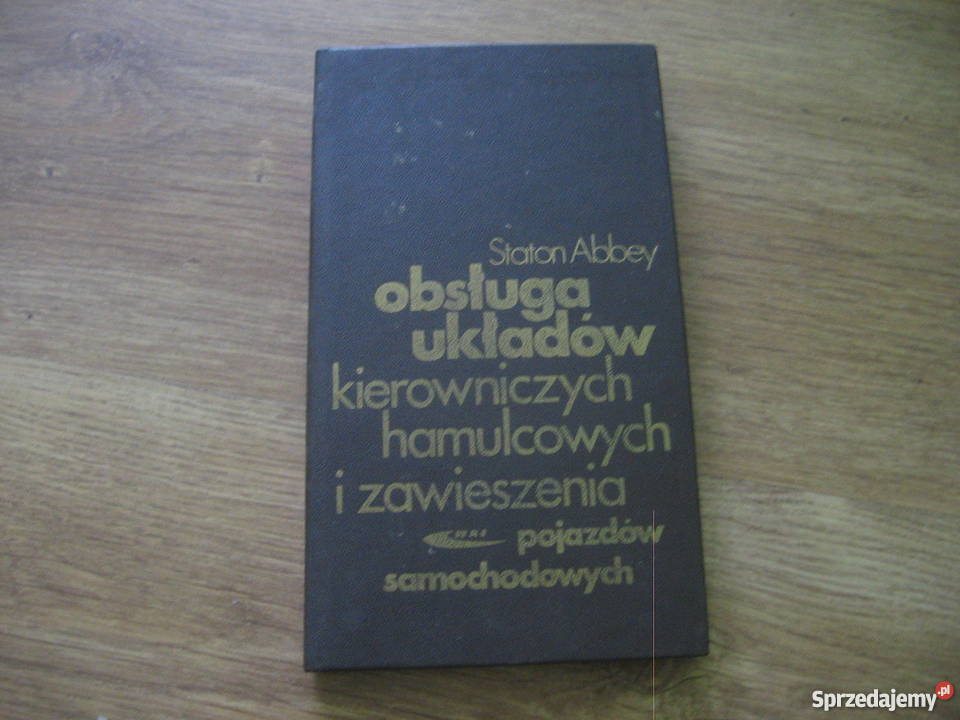 Staton Abbey
obsługa
układów
kierowniczych
hamulcowych
i zawieszenia
pojazdów
samochodowych
Sprzedajemy.pl